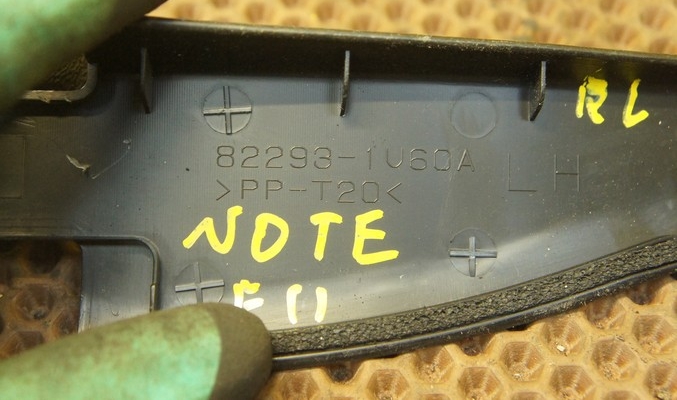 RL
82293-1U60A
>PP-T20<
LH
NOTE
E11